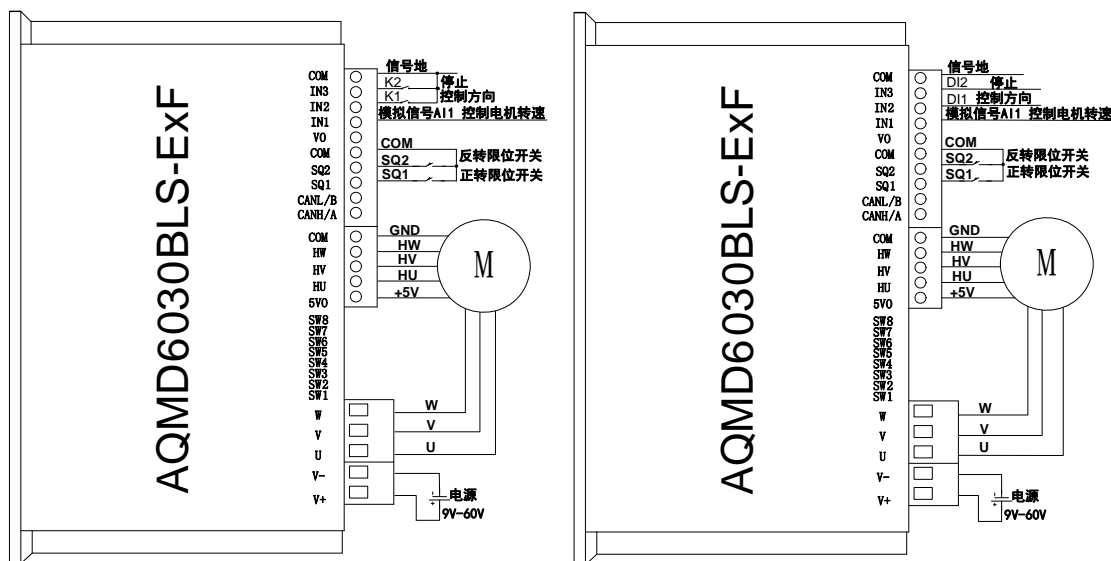 AQMD6030BLS-ExF
COM
IN3
IN2
IN1
VO
COM
SQ2
SQ1
CANL/B
CANH/A
COM
HW
HV
HU
5VO
SW8
SW7
SW6
SW5
SW4
SW3
SW2
SW1
W
V
U
V-
V+
信号地
K2 停止
K1 控制方向
模拟信号AI1 控制电机转速
COM
SQ2 反转限位开关
SQ1 正转限位开关
GND
HW
HV
HU
+5V
M
W
V
U
电源
9V-60V
AQMD6030BLS-ExF
COM
IN3
IN2
IN1
VO
COM
SQ2
SQ1
CANL/B
CANH/A
COM
HW
HV
HU
5VO
SW8
SW7
SW6
SW5
SW4
SW3
SW2
SW1
W
V
U
V-
V+
信号地
DI2 停止
DI1 控制方向
模拟信号AI1 控制电机转速
COM
SQ2 反转限位开关
SQ1 正转限位开关
GND
HW
HV
HU
+5V
M
W
V
U
电源
9V-60V